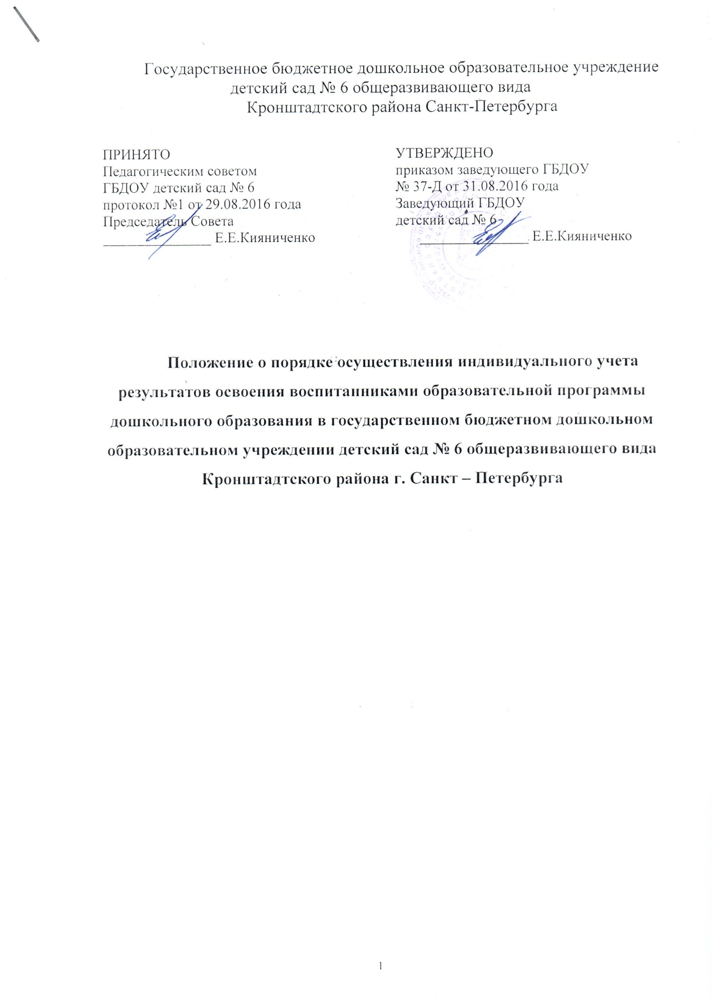 Государственное бюджетное дошкольное образовательное учреждение
детский сад № 6 общеразвивающего вида
Кронштадтского района Санкт-Петербурга
ПРИНЯТО
Педагогическим советом
ГБДОУ детский сад № 6
протокол №1 от 29.08.2016 года
Председатель Совета
Е.Е.Кияниченко
УТВЕРЖДЕНО
приказом заведующего ГБДОУ
№ 37-Д от 31.08.2016 года
Заведующий ГБДОУ
детский сад № 6
Е.Е.Кияниченко
Положение о порядке осуществления индивидуального учета
результатов освоения воспитанниками образовательной программы
дошкольного образования в государственном бюджетном дошкольном
образовательном учреждении детский сад № 6 общеразвивающего вида
Кронштадтского района г. Санкт – Петербурга
1